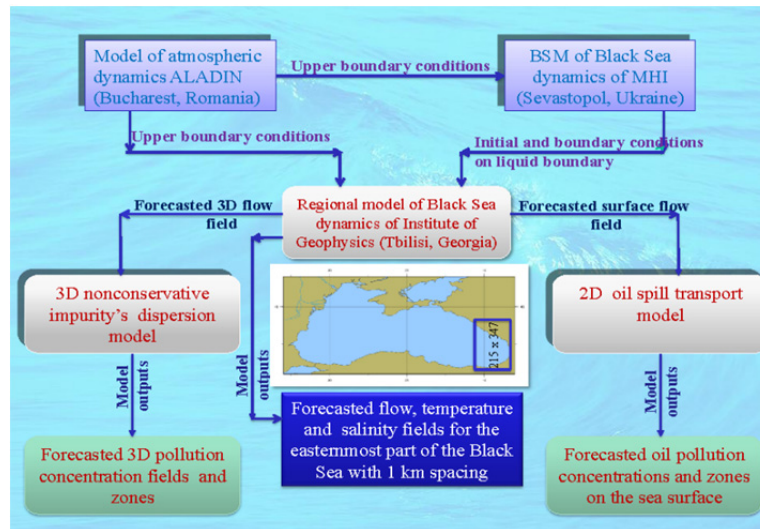 Model of atmospheric
dynamics ALADIN
(Bucharest, Romania)
Upper boundary conditions
BSM of Black Sea
dynamics of MHI
(Sevastopol, Ukraine)
Upper boundary conditions
Initial and boundary conditions
on liquid boundary
Forecasted 3D flow
field
Regional model of Black Sea
dynamics of Institute of
Geophysics (Tbilisi, Georgia)
Forecasted surface flow
field
3D nonconservative
impurity's dispersion
model
215 x 347
2D oil spill transport
model
Model
outputs
Model
outputs
Model
outputs
Forecasted 3D pollution
concentration fields and
zones
Forecasted flow, temperature
and salinity fields for the
easternmost part of the Black
Sea with 1 km spacing
Forecasted oil pollution
concentrations and zones
on the sea surface